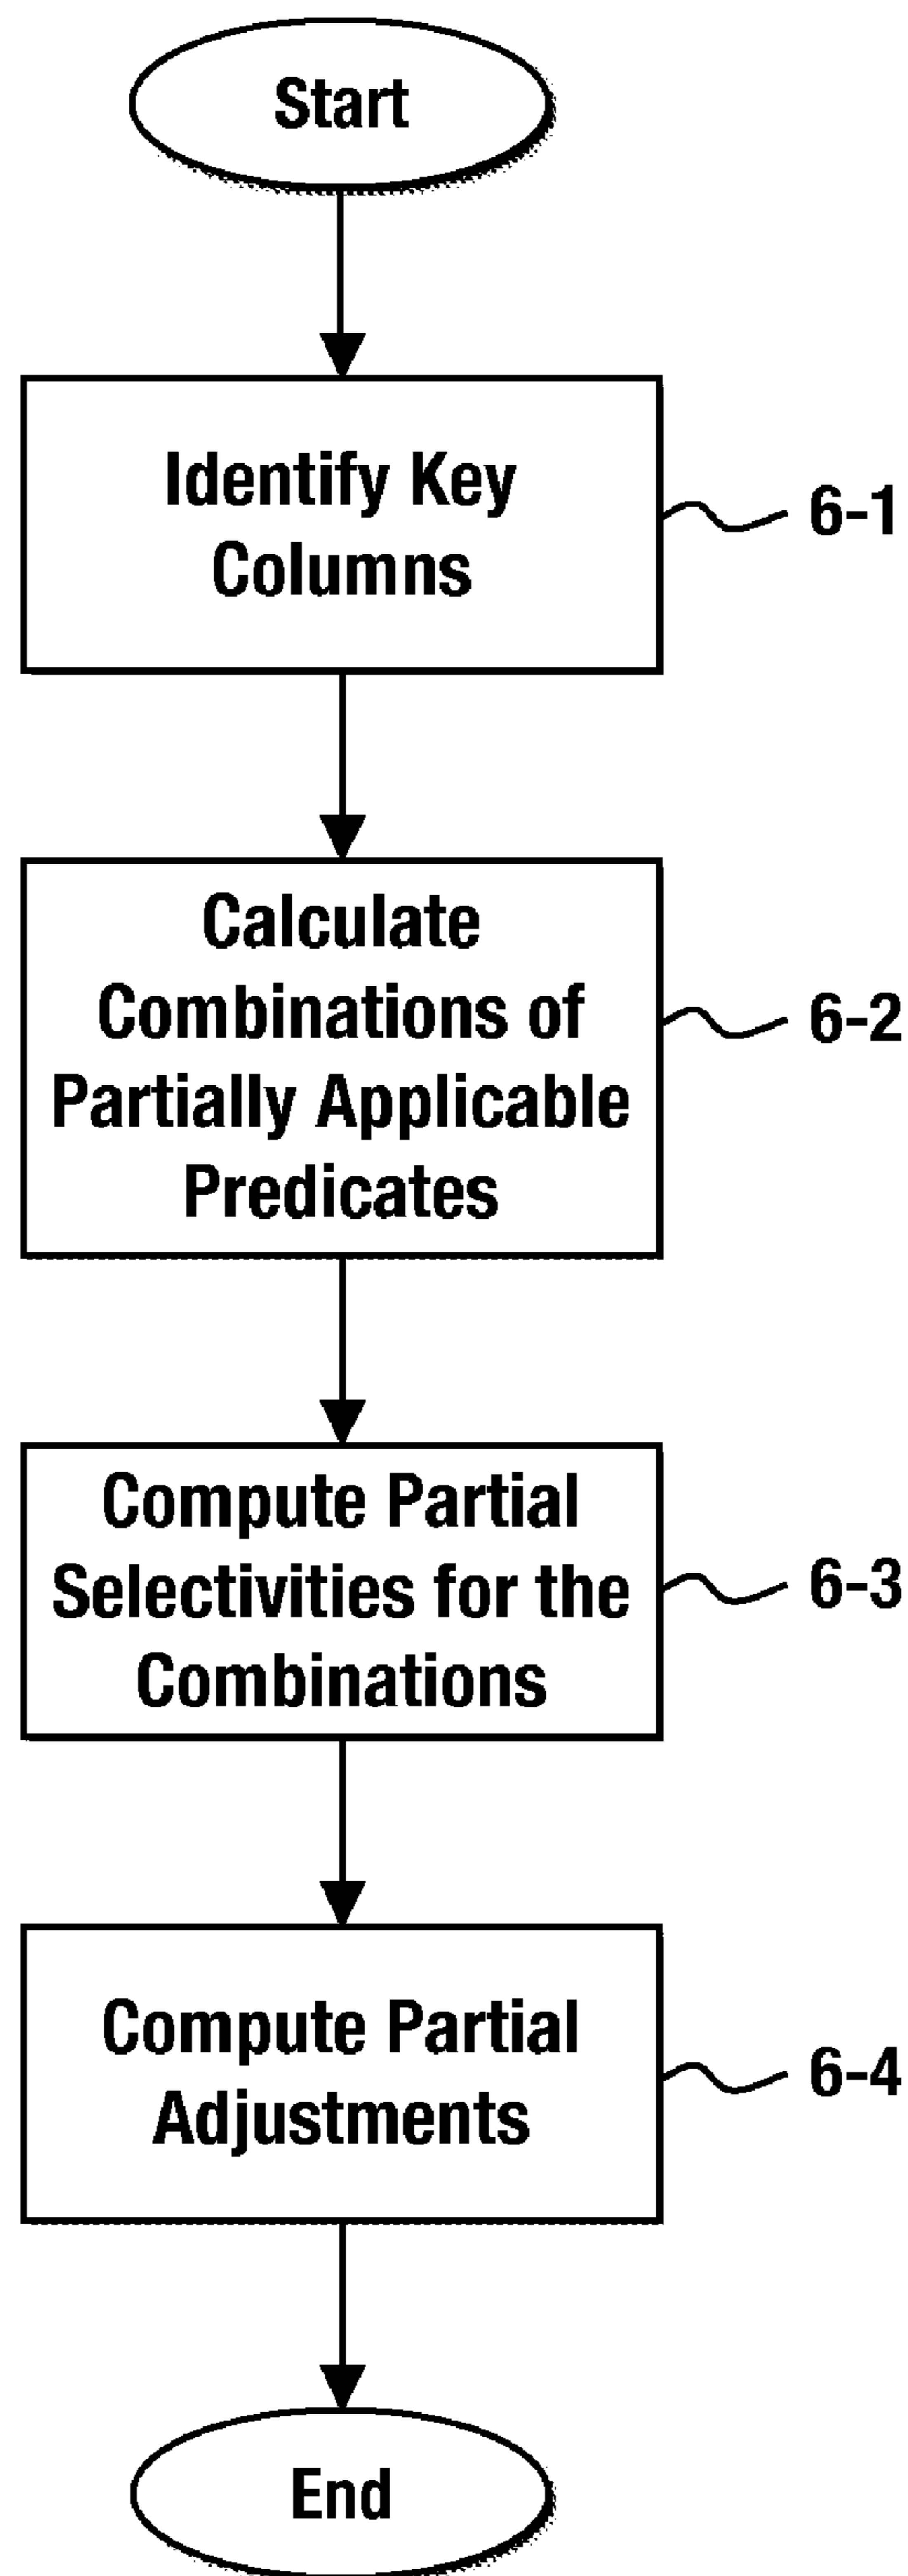 Start
Identify Key
Columns
6-1
Calculate
Combinations of
Partially Applicable
Predicates
6-2
Compute Partial
Selectivities for the
Combinations
6-3
Compute Partial
Adjustments
6-4
End